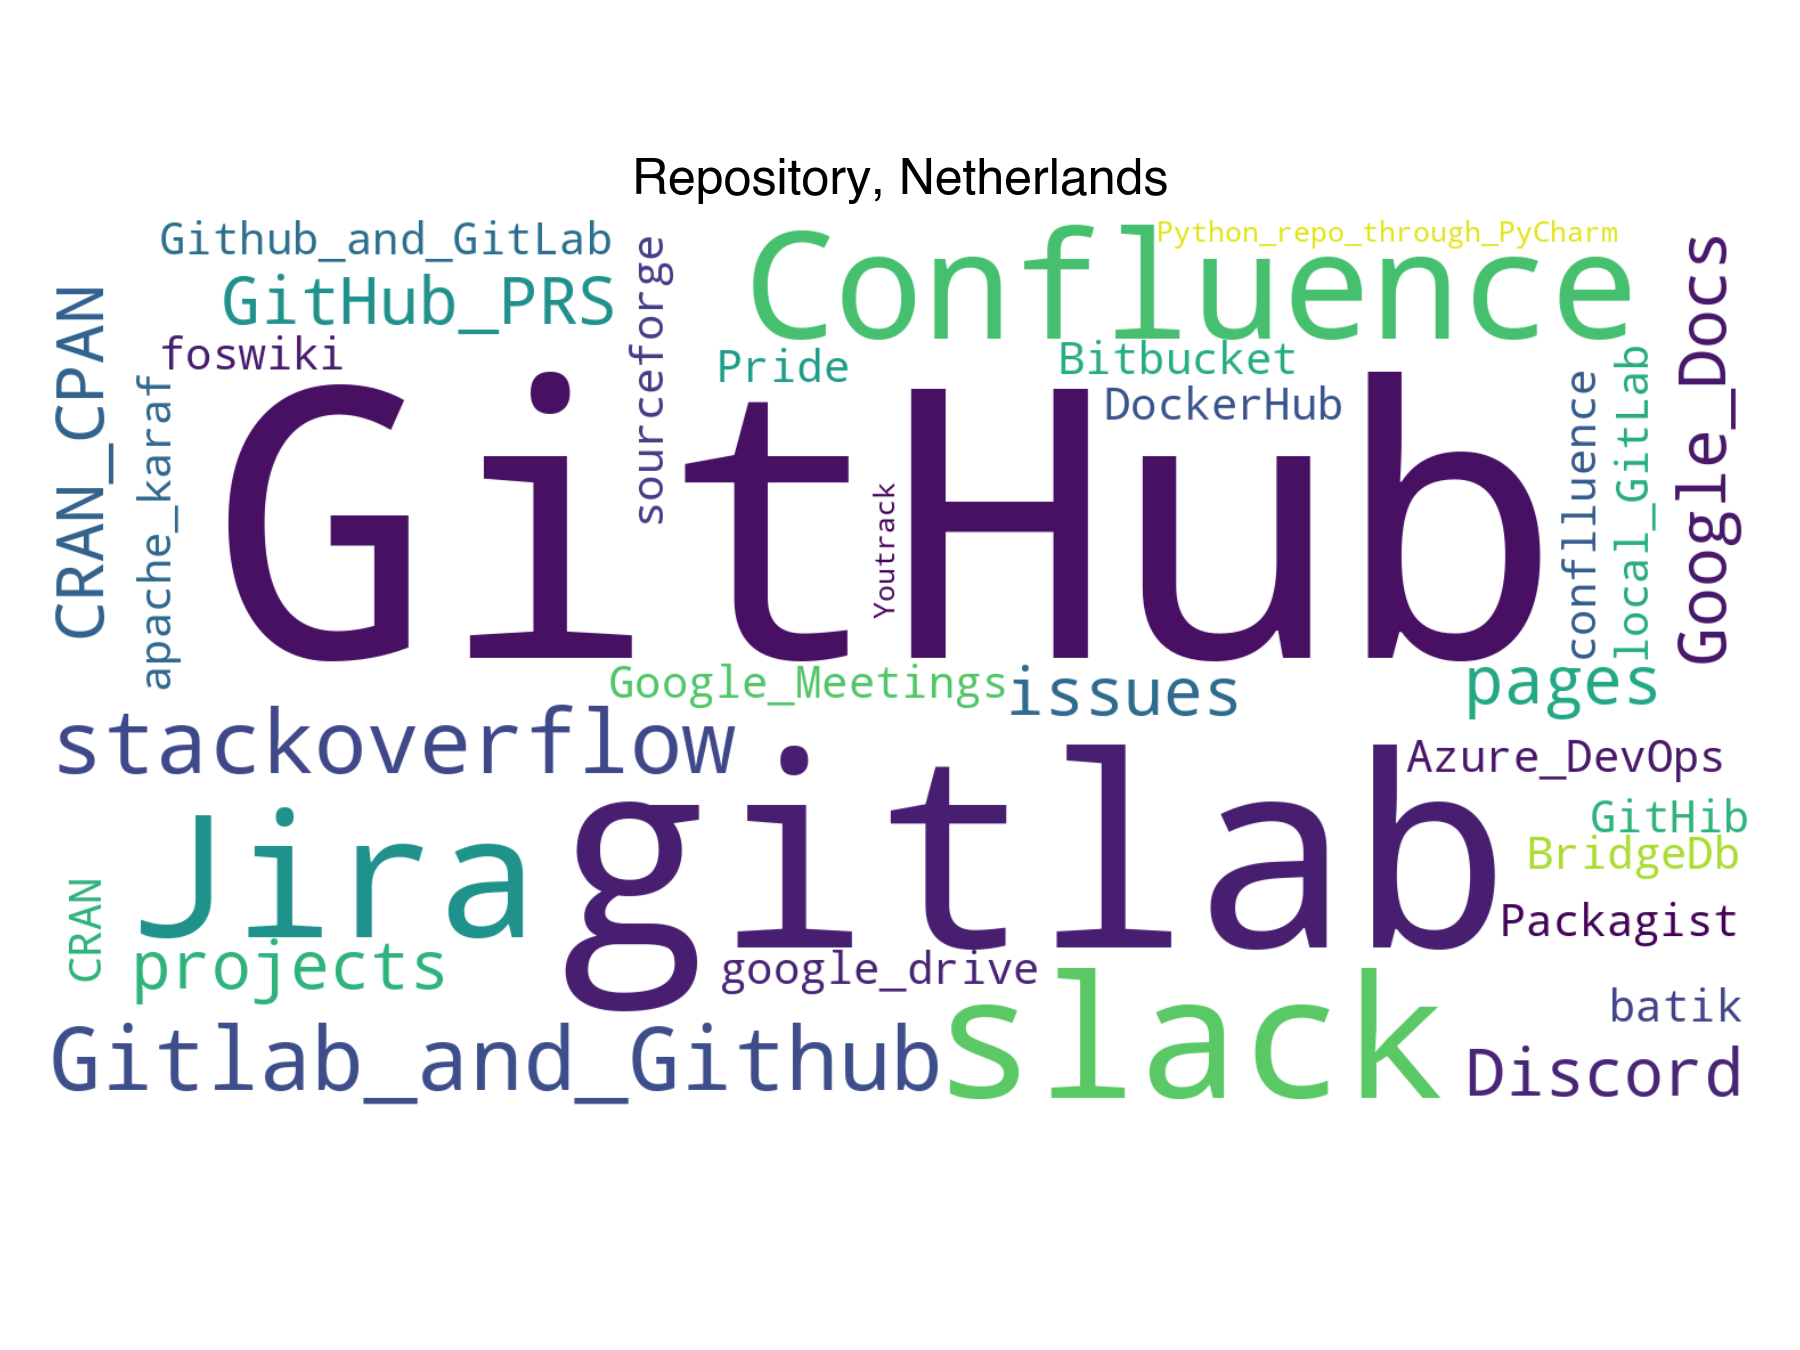 Repository, Netherlands
Github_and_GitLab
Python_repo_through_PyCharm
Confluence
GitHub_PRS
sourceforge
Google_Docs
CRAN_CPAN
foswiki
Pride
Bitbucket
DockerHub
apache_karaf
GitHub
Youtrack
conflluence
local_GitLab
Google_Meetings
issues
pages
stackoverflow
Azure_DevOps
gitlab
Jira
GitHib
BridgeDb
CRAN
Packagist
projects
google_drive
slack
batik
Gitlab_and_Github
Discord